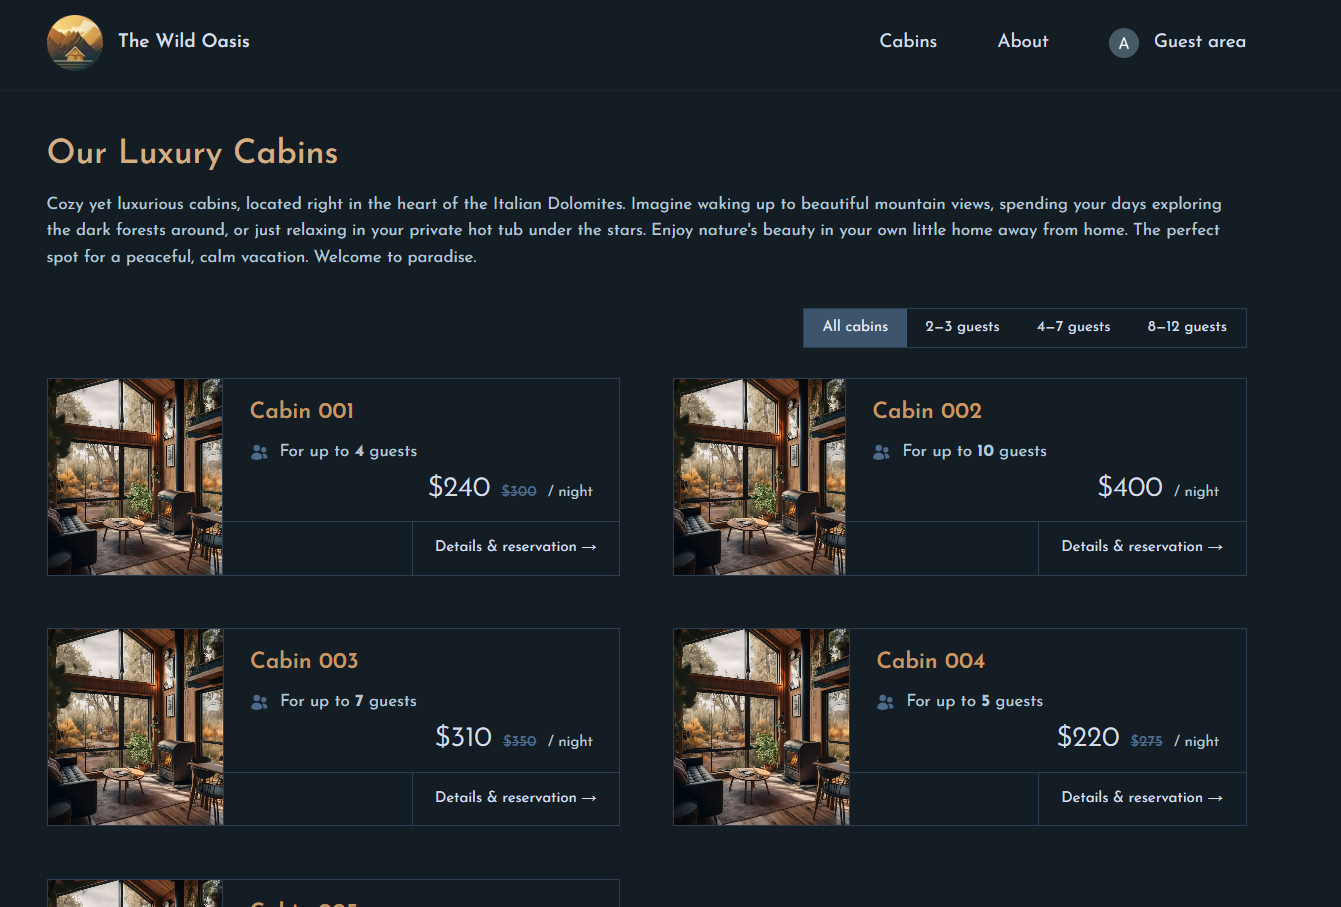 The Wild Oasis
Cabins
About
A
Guest area
Our Luxury Cabins
Cozy yet luxurious cabins, located right in the heart of the Italian Dolomites. Imagine waking up to beautiful mountain views, spending your days exploring
the dark forests around, or just relaxing in your private hot tub under the stars. Enjoy nature's beauty in your own little home away from home. The perfect
spot for a peaceful, calm vacation. Welcome to paradise.
All cabins
2–3 guests
4–7 guests
8–12 guests
Cabin 001
For up to 4 guests
$240 $300 / night
Details & reservation →
Cabin 002
For up to 10 guests
$400 / night
Details & reservation →
Cabin 003
For up to 7 guests
$310 $350 / night
Details & reservation →
Cabin 004
For up to 5 guests
$220 $275 / night
Details & reservation →
Cabin 005